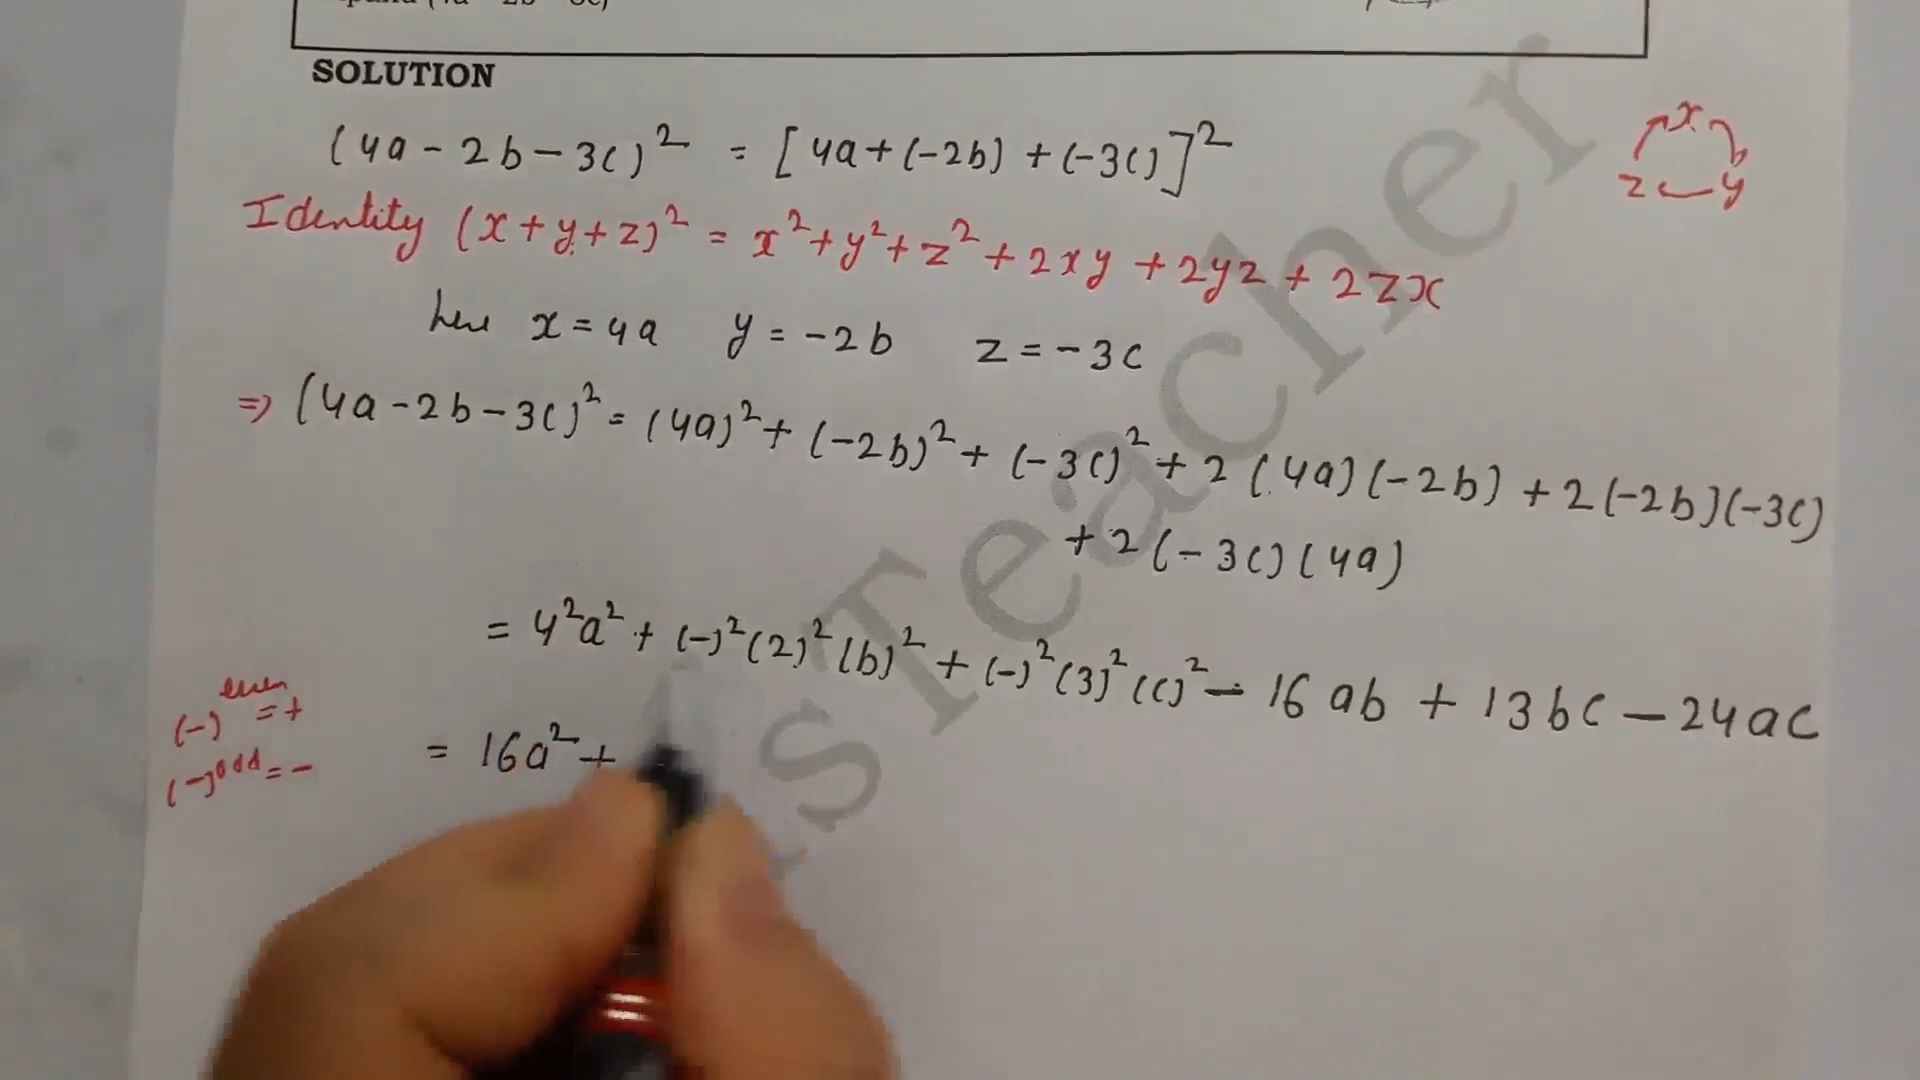 SOLUTION
(4a - 2b - 3c)² = [4a + (-2b) + (-3c)]²
x
z y
Identity (x + y + z)² = x² + y² + z² + 2xy + 2yz + 2zx
here x = 4a y = -2b z = -3c
⇒ (4a - 2b - 3c)² = (4a)² + (-2b)² + (-3c)² + 2(4a)(-2b) + 2(-2b)(-3c)
+ 2(-3c)(4a)
= 4²a² + (-)²(2)²(b)² + (-)²(3)²(c)² - 16ab + 13bc - 24ac
(-)^even = +
(-)^odd = -
= 16a² +
sTeacher